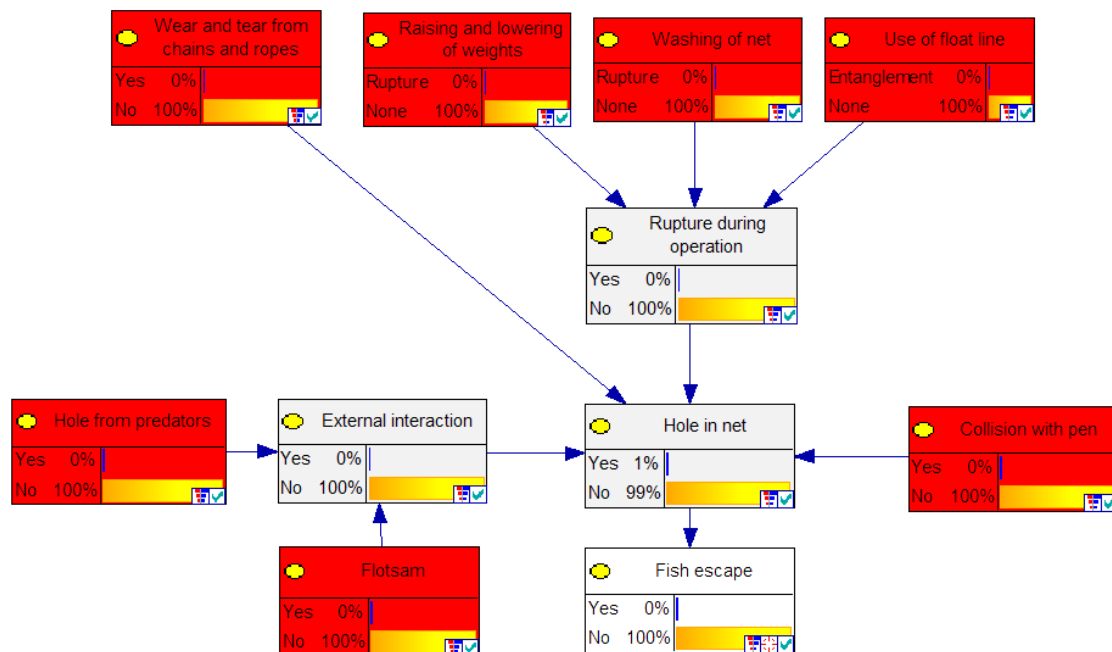 Wear and tear from
chains and ropes
Yes 0%
No 100%
Raising and lowering
of weights
Rupture 0%
None 100%
Washing of net
Rupture 0%
None 100%
Use of float line
Entanglement 0%
None 100%
Rupture during
operation
Yes 0%
No 100%
Hole from predators
Yes 0%
No 100%
External interaction
Yes 0%
No 100%
Hole in net
Yes 1%
No 99%
Collision with pen
Yes 0%
No 100%
Flotsam
Yes 0%
No 100%
Fish escape
Yes 0%
No 100%